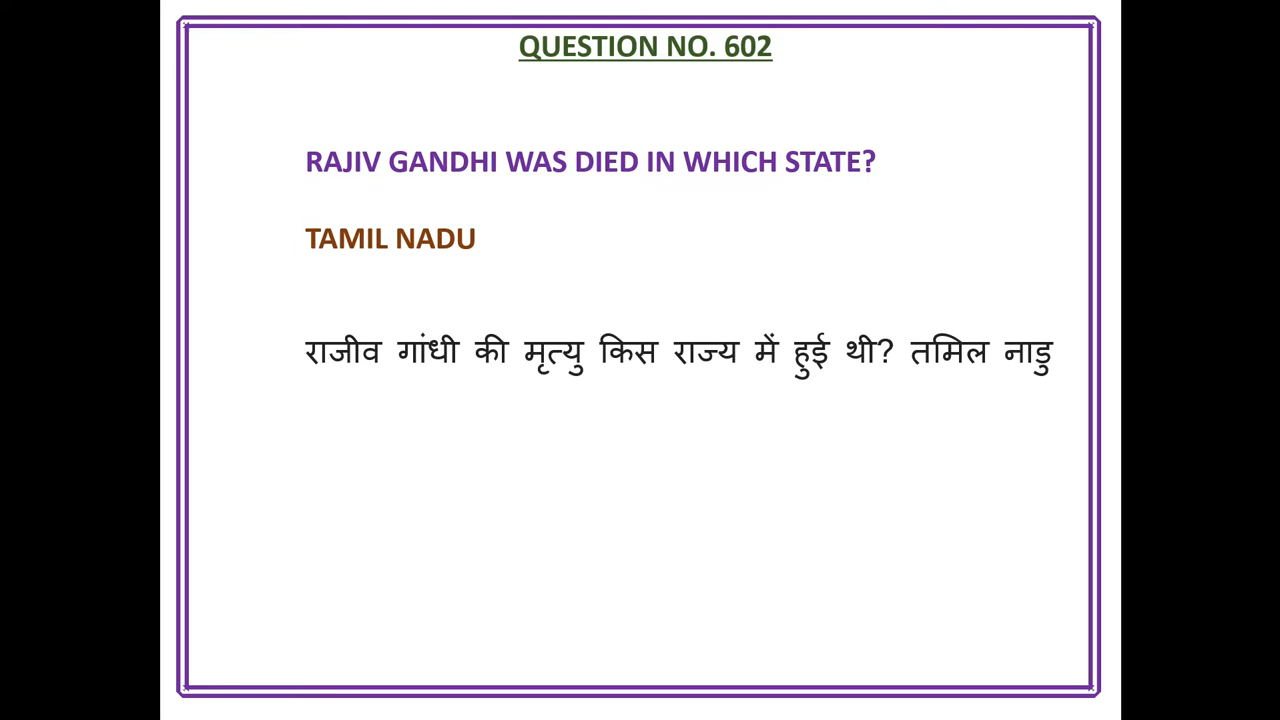 QUESTION NO. 602
RAJIV GANDHI WAS DIED IN WHICH STATE?
TAMIL NADU
राजीव गांधी की मृत्यु किस राज्य में हुई थी? तमिल नाडु